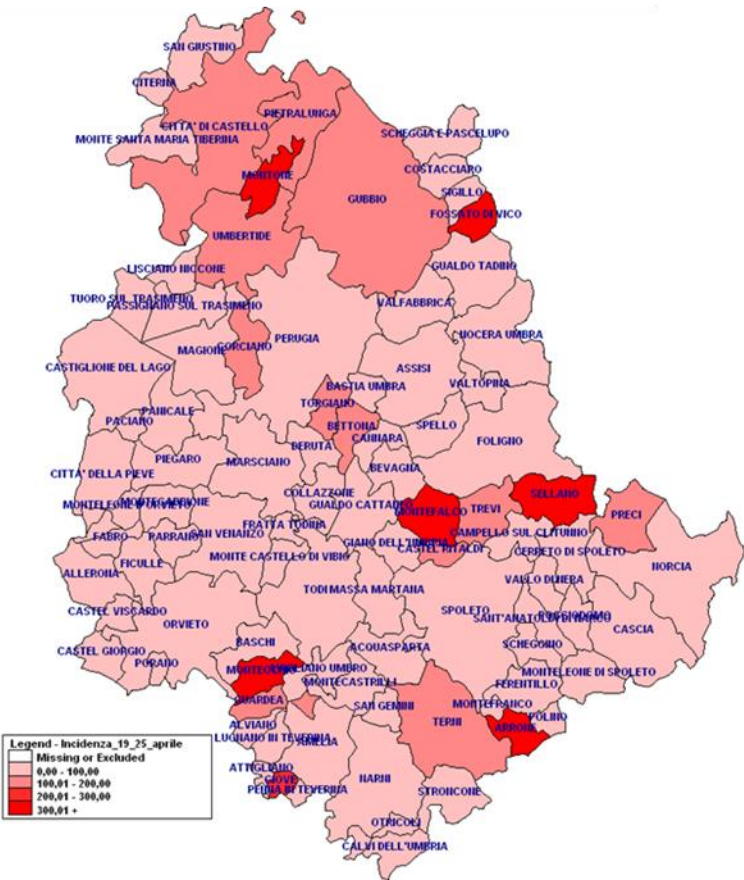 SAN GIUSTINO
CITERNA
PIETRALUNGA
CITTA' DI CASTELLO
MONTE SANTA MARIA TIBERINA
SCHEGGIA E PASCELUPO
COSTACCIARO
MONTONE
SIGILLO
GUBBIO
FOSSATO DI VICO
UMBERTIDE
LISCIANO NICCONE
GUALDO TADINO
TUORO SUL TRASIMENO
PASSIGNANO SUL TRASIMENO
VALFABBRICA
NOCERA UMBRA
PERUGIA
CORCIANO
MAGIONE
CASTIGLIONE DEL LAGO
ASSISI
BASTIA UMBRA
VALTOPINA
TORGIANO
PANICALE
PACIANO
BETTONA
SPELLO
CANNARA
FOLIGNO
DERUTA
PIEGARO
MARSCIANO
BEVAGNA
CITTA' DELLA PIEVE
COLLAZZONE
SELLANO
GUALDO CATTANEO
MONTEFALCO
TREVI
PRECI
MONTELEONE D'ORVIETO
MONTEGABBIONE
FRATTA TODINA
FABRO
PARRANO
SAN VENANZO
CAMPELLO SUL CLITUNNO
GIANO DELL'UMBRIA
CASTEL RITALDI
CERRETO DI SPOLETO
MONTE CASTELLO DI VIBIO
FICULLE
ALLERONA
NORCIA
VALLO DI NERA
TODI
MASSA MARTANA
CASTEL VISCARDO
SPOLETO
POGGIODOMO
SANT'ANATOLIA DI NARCO
ORVIETO
CASCIA
BASCHI
ACQUASPARTA
SCHEGGINO
CASTEL GIORGIO
PORANO
MONTELEONE DI SPOLETO
MONTECASTRILLI
FERENTILLO
GUARDEA
SAN GEMINI
MONTEFRANCO
POLINO
ALVIANO
TERNI
ARRONE
LUGNANO IN TEVERINA
AMELIA
ATTIGLIANO
GIOVE
NARNI
PENNA IN TEVERINA
STRONCONE
OTRICOLI
CALVI DELL'UMBRIA
Legend - Incidenza_19_25_aprile
Missing or Excluded
0,00 - 100,00
100,01 - 200,00
200,01 - 300,00
300,01 +